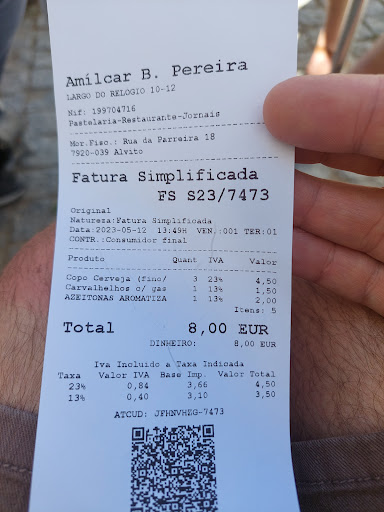 Amílcar B. Pereira
LARGO DO RELOGIO 10-12
Nif: 199704716
Pastelaria-Restaurante-Jornais
Mor.Fisc.: Rua da Parreira 18
7920-039 Alvito
Fatura Simplificada
FS S23/7473
Original
Natureza:Fatura Simplificada
Data:2023-05-12 13:49H VEN.:001 TER:01
CONTR.:Consumidor final
Produto Quant IVA Valor
Copo Cerveja (fino/ 3 23% 4,50
Carvalhelhos c/ gas 1 13% 1,50
AZEITONAS AROMATIZA 1 13% 2,00
Itens: 5
Total 8,00 EUR
DINHEIRO: 8,00 EUR
Iva Incluido a Taxa Indicada
Taxa Valor IVA Base Imp. Valor Total
23% 0,84 3,66 4,50
13% 0,40 3,10 3,50
ATCUD: JFHNVHZG-7473